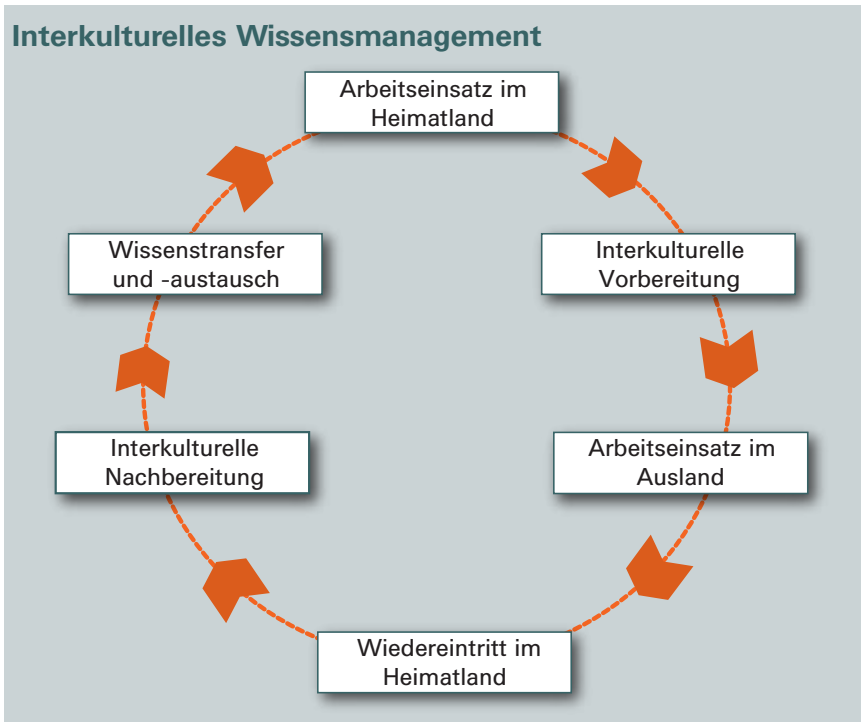 Interkulturelles Wissensmanagement
Arbeitseinsatz im
Heimatland
Interkulturelle
Vorbereitung
Arbeitseinsatz im
Ausland
Wiedereintritt im
Heimatland
Interkulturelle
Nachbereitung
Wissenstransfer
und -austausch